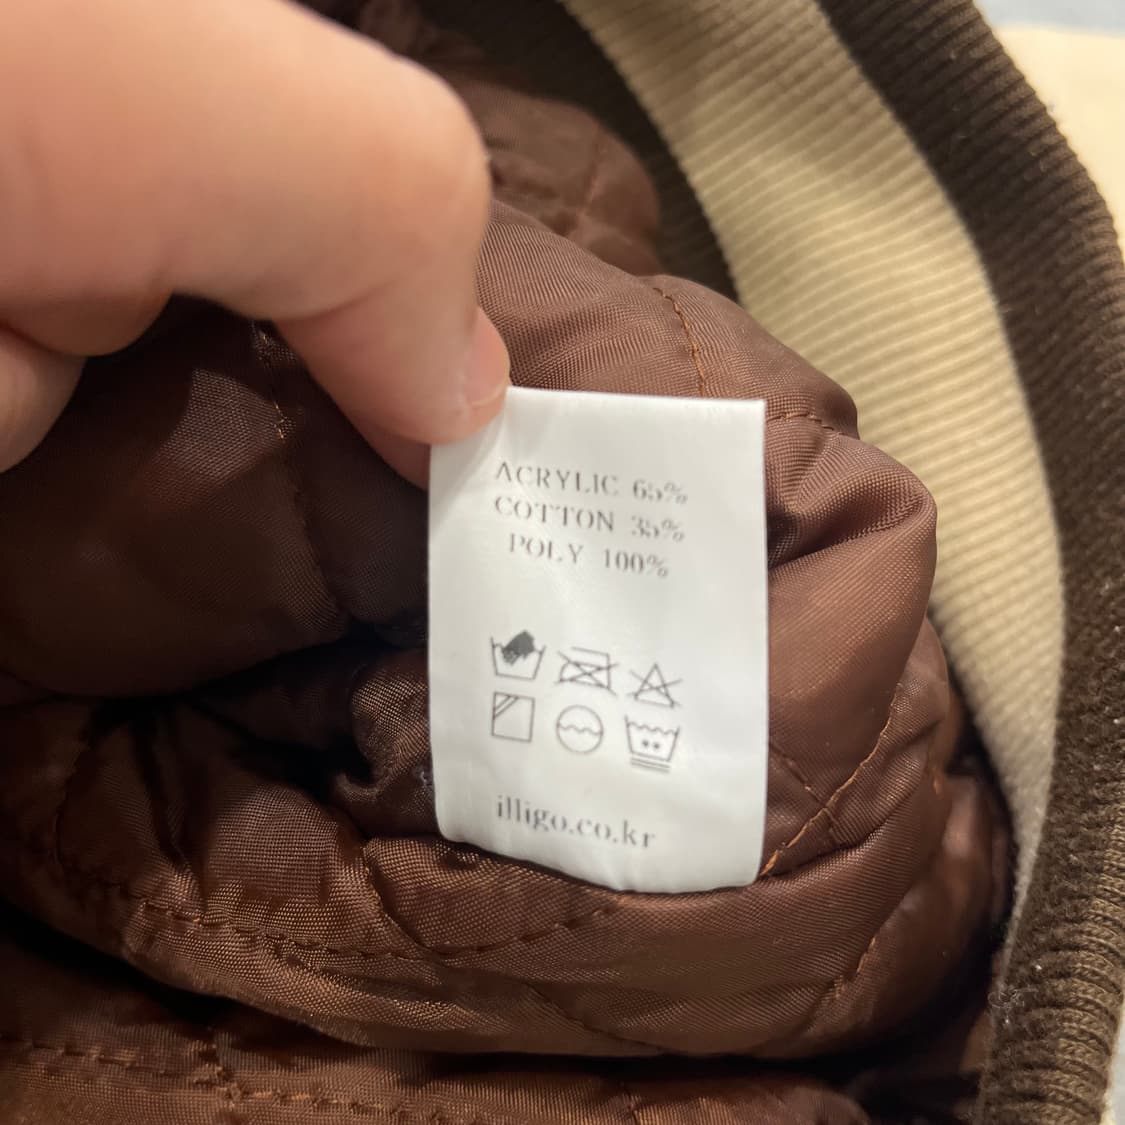 ACRYLIC 65%
COTTON 35%
POLY 100%
illigo.co.kr